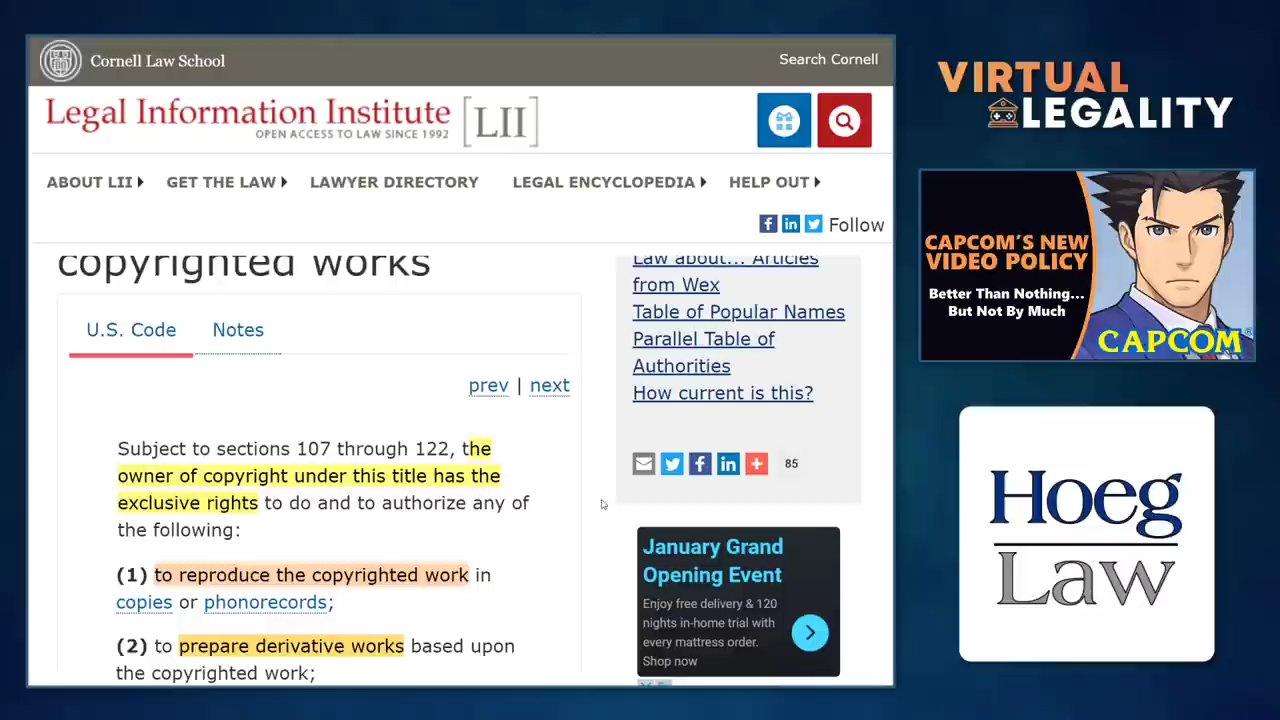 Cornell Law School
Search Cornell
Legal Information Institute [LII]
OPEN ACCESS TO LAW SINCE 1992
ABOUT LII
GET THE LAW
LAWYER DIRECTORY
LEGAL ENCYCLOPEDIA
HELP OUT
Follow
copyrighted works
U.S. Code
Notes
prev | next
Subject to sections 107 through 122, the
owner of copyright under this title has the
exclusive rights to do and to authorize any of
the following:
(1) to reproduce the copyrighted work in
copies or phonorecords;
(2) to prepare derivative works based upon
the copyrighted work;
Law about... Articles
from Wex
Table of Popular Names
Parallel Table of
Authorities
How current is this?
85
January Grand
Opening Event
Enjoy free delivery & 120
nights in-home trial with
every mattress order.
Shop now
VIRTUAL
LEGALITY
CAPCOM'S NEW
VIDEO POLICY
Better Than Nothing...
But Not By Much
CAPCOM
Hoeg
Law